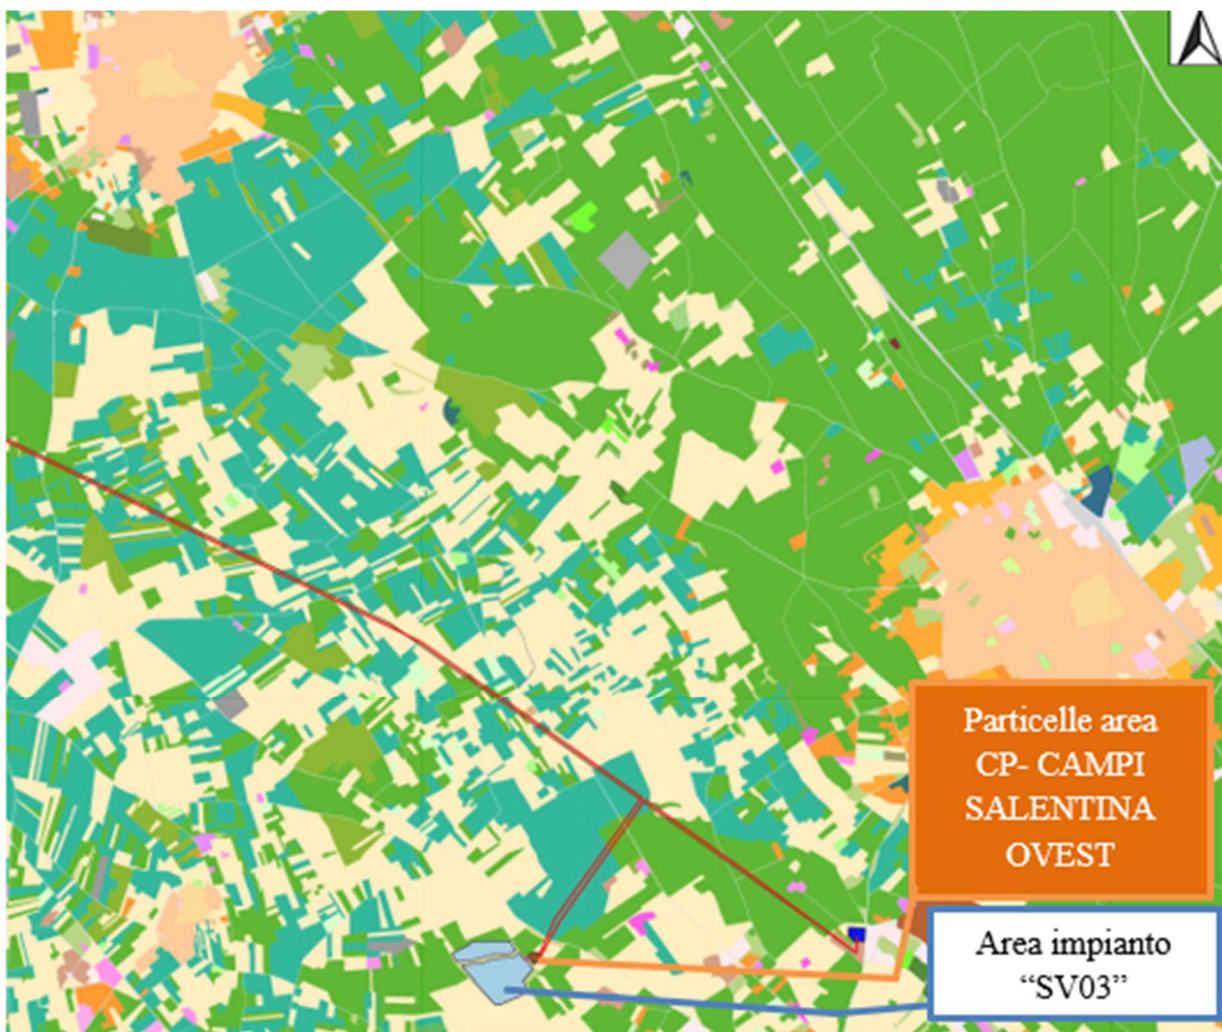 Particelle area
CP- CAMPI
SALENTINA
OVEST
Area impianto
“SV03”